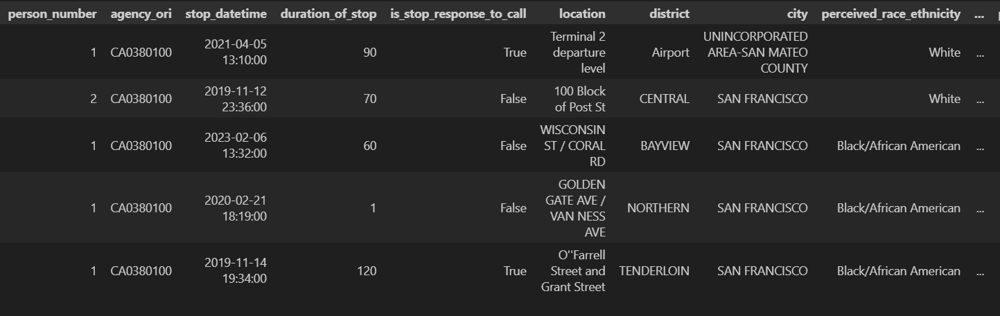 person_number agency_ori stop_datetime duration_of_stop is_stop_response_to_call location district city perceived_race_ethnicity ...
Terminal 2 UNINCORPORATED
2021-04-05
1 CA0380100 90 True departure Airport AREA-SAN MATEO White ...
13:10:00
level COUNTY
2019-11-12 100 Block
2 CA0380100 70 False CENTRAL SAN FRANCISCO White ...
23:36:00 of Post St
WISCONSIN
2023-02-06
1 CA0380100 60 False ST / CORAL BAYVIEW SAN FRANCISCO Black/African American ...
13:32:00
RD
GOLDEN
2020-02-21 GATE AVE /
1 CA0380100 1 False NORTHERN SAN FRANCISCO Black/African American ...
18:19:00 VAN NESS
AVE
O''Farrell
2019-11-14
1 CA0380100 120 True Street and TENDERLOIN SAN FRANCISCO Black/African American ...
19:34:00
Grant Street